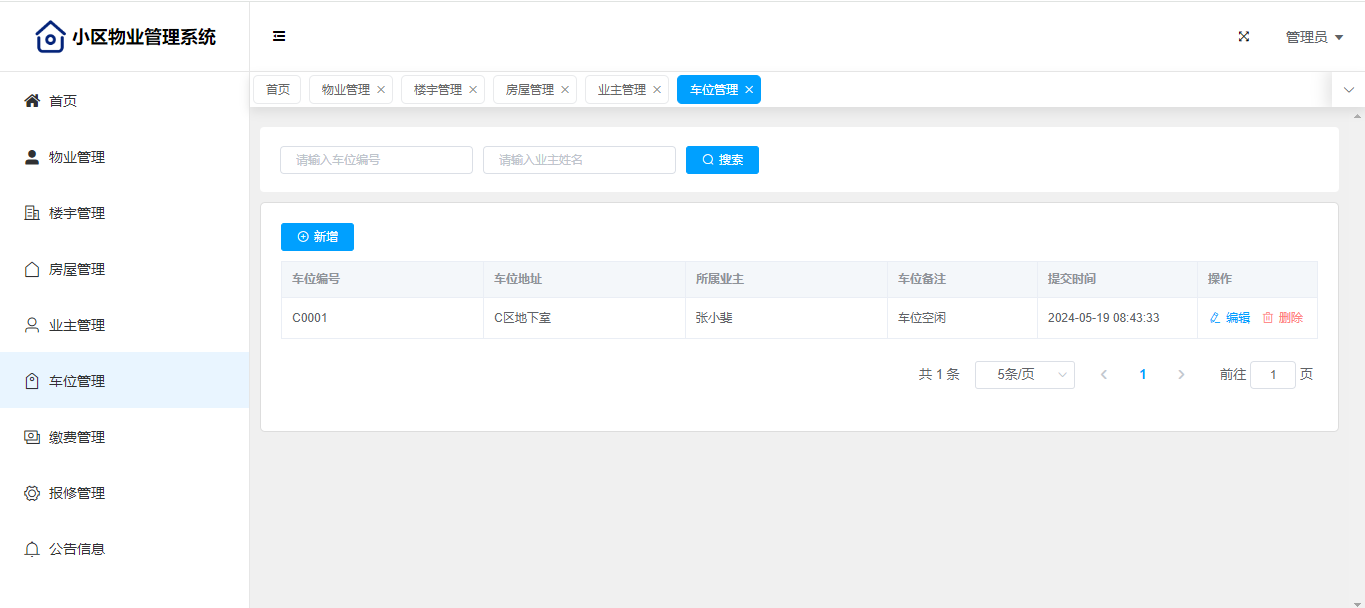 小区物业管理系统
管理员
首页
物业管理
楼宇管理
房屋管理
业主管理
车位管理
缴费管理
报修管理
公告信息
首页 物业管理 楼宇管理 房屋管理 业主管理 车位管理
请输入车位编号 请输入业主姓名 搜索
新增
车位编号 车位地址 所属业主 车位备注 提交时间 操作
C0001 C区地下室 张小斐 车位空闲 2024-05-19 08:43:33 编辑 删除
共 1 条 5条/页 1 前往 1 页